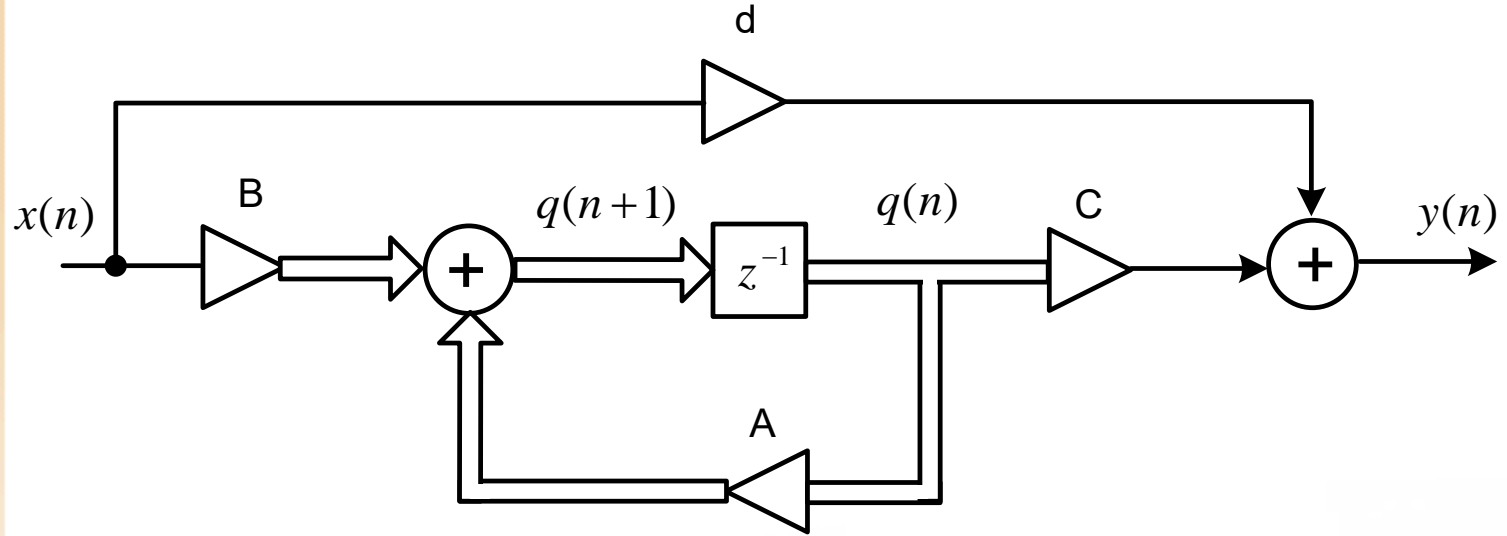 d
B
x(n)
q(n+1)
q(n)
C
y(n)
+
z^{-1}
+
A